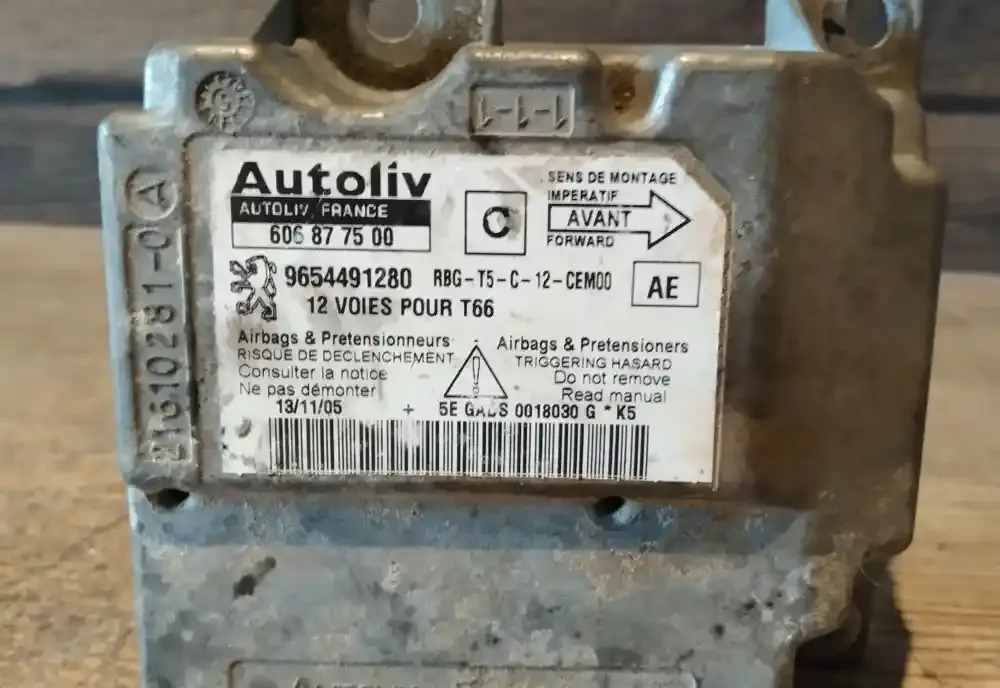 1-1-1
21610281-0 A
Autoliv
AUTOLIV FRANCE
606 87 75 00
C
SENS DE MONTAGE
IMPERATIF
AVANT
FORWARD
9654491280 RBG-T5-C-12-CEM00
12 VOIES POUR T66
AE
Airbags & Pretensionneurs
RISQUE DE DECLENCHEMENT
Consulter la notice
Ne pas démonter
Airbags & Pretensioners
TRIGGERING HASARD
Do not remove
Read manual
13/11/05 + 5E 0018030 G * K5